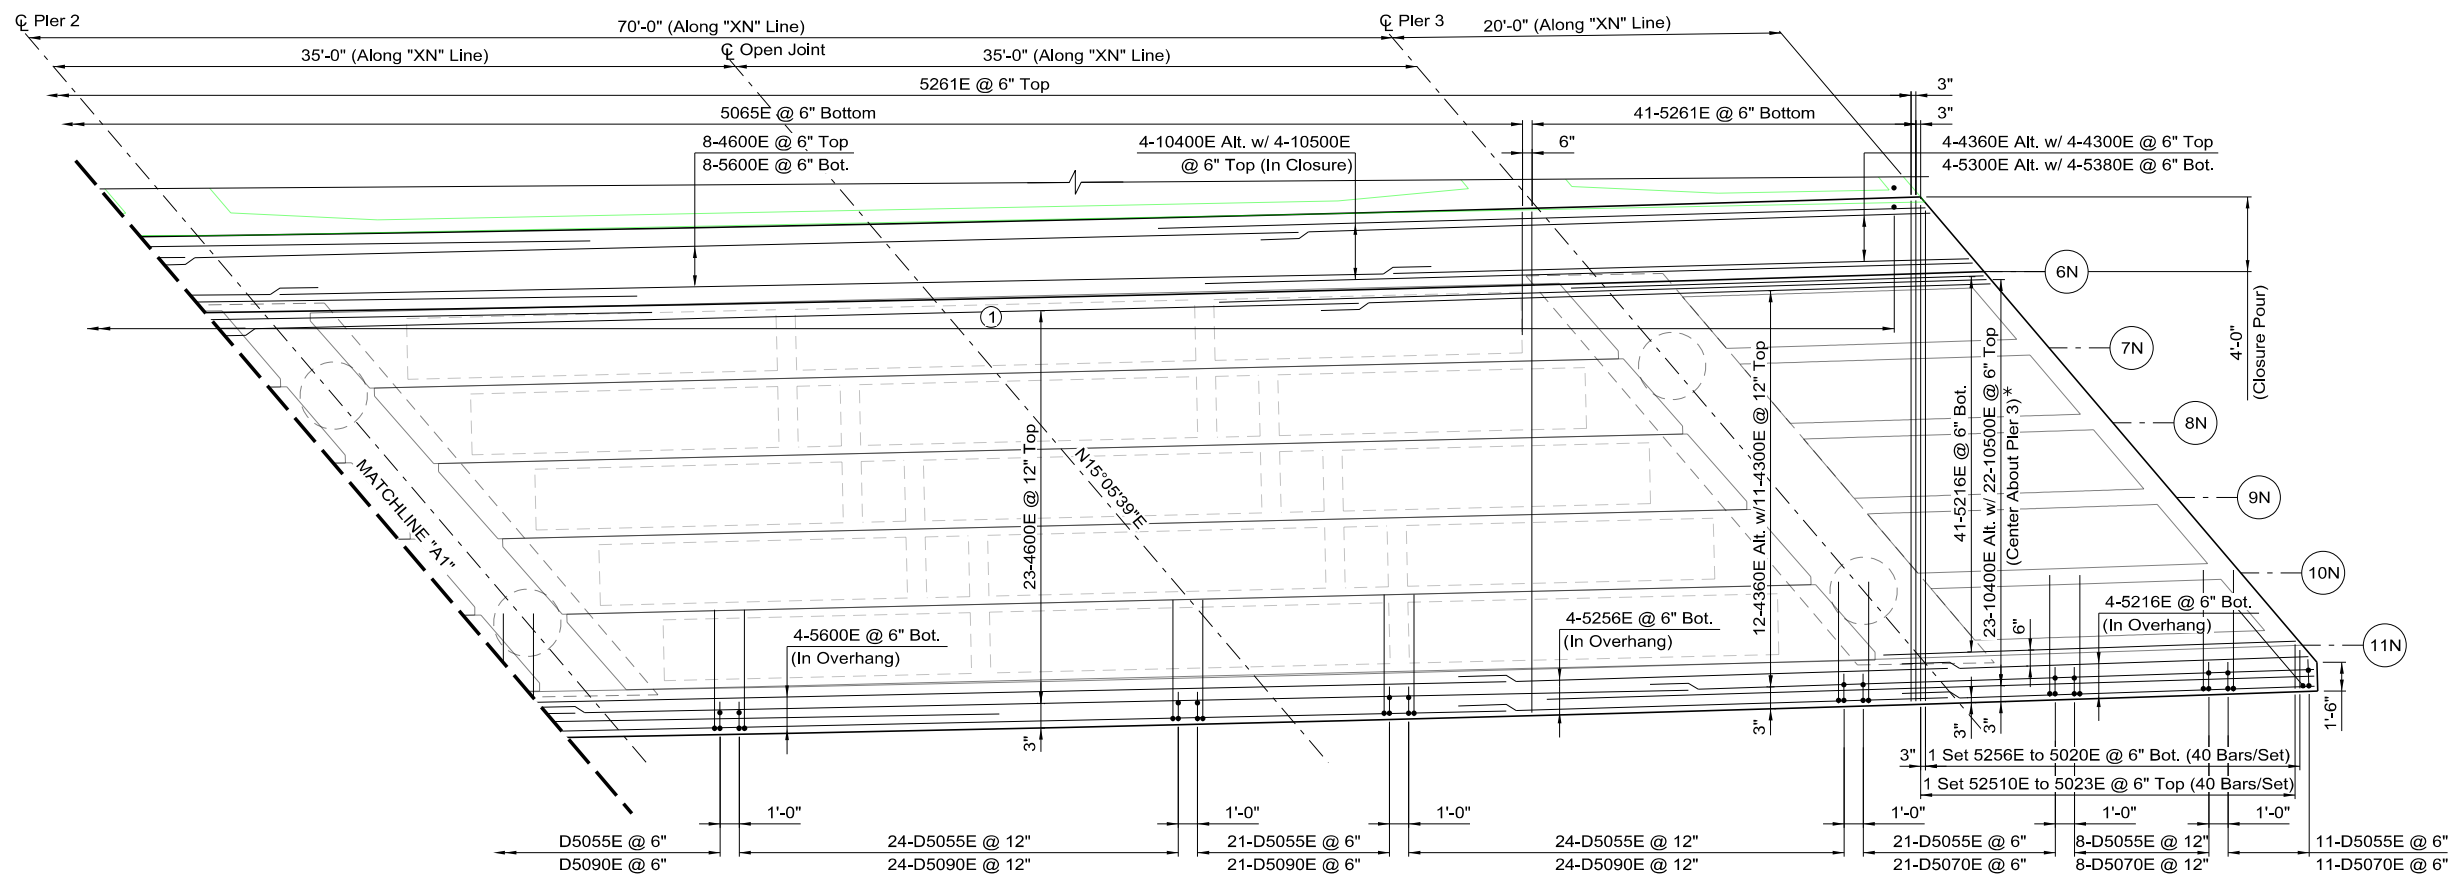 ℄ Pier 2
70'-0" (Along "XN" Line)
℄ Pier 3
20'-0" (Along "XN" Line)
35'-0" (Along "XN" Line)
℄ Open Joint
35'-0" (Along "XN" Line)
5261E @ 6" Top
3"
5065E @ 6" Bottom
41-5261E @ 6" Bottom
3"
8-4600E @ 6" Top
8-5600E @ 6" Bot.
4-10400E Alt. w/ 4-10500E
@ 6" Top (In Closure)
6"
4-4360E Alt. w/ 4-4300E @ 6" Top
4-5300E Alt. w/ 4-5380E @ 6" Bot.
6N
1
4'-0"
(Closure Pour)
7N
8N
9N
10N
11N
MATCHLINE "A1"
23-4600E @ 12" Top
N15°05'39"E
12-4360E Alt. w/11-4300E @ 12" Top
41-5216E @ 6" Bot.
23-10400E Alt. w/ 22-10500E @ 6" Top
(Center About Pier 3)*
4-5600E @ 6" Bot.
(In Overhang)
4-5256E @ 6" Bot.
(In Overhang)
6"
4-5216E @ 6" Bot.
(In Overhang)
3"
3"
3"
3"
1'-6"
3"
1 Set 5256E to 5020E @ 6" Bot. (40 Bars/Set)
1 Set 52510E to 5023E @ 6" Top (40 Bars/Set)
1'-0"
1'-0"
1'-0"
1'-0"
1'-0"
1'-0"
D5055E @ 6"
D5090E @ 6"
24-D5055E @ 12"
24-D5090E @ 12"
21-D5055E @ 6"
21-D5090E @ 6"
24-D5055E @ 12"
24-D5090E @ 12"
21-D5055E @ 6"
21-D5070E @ 6"
8-D5055E @ 12"
8-D5070E @ 12"
11-D5055E @ 6"
11-D5070E @ 6"